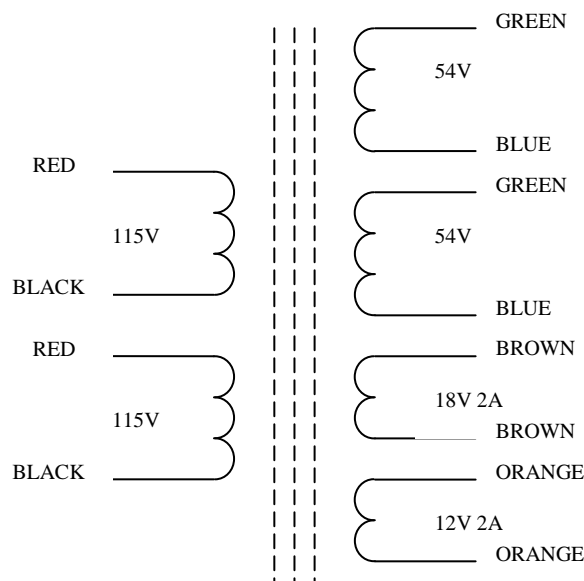 GREEN
54V
BLUE
RED
115V
BLACK
GREEN
54V
BLUE
RED
115V
BLACK
BROWN
18V 2A
BROWN
ORANGE
12V 2A
ORANGE